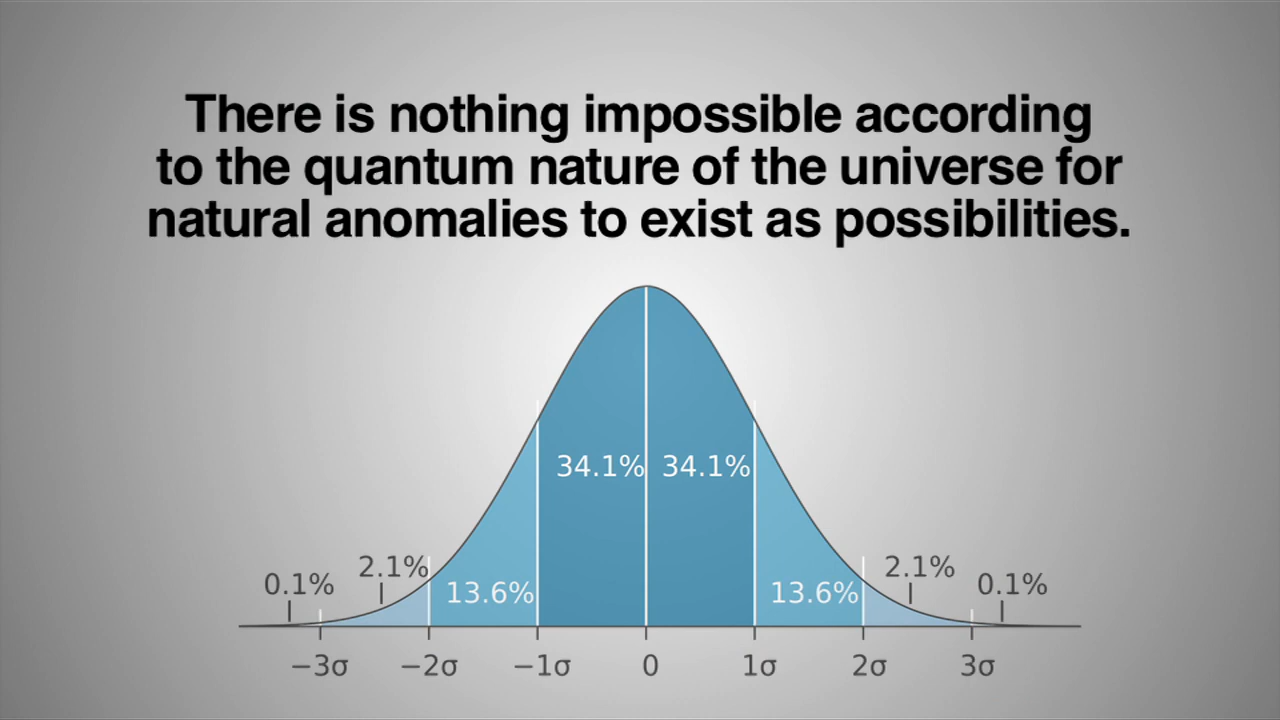 There is nothing impossible according
to the quantum nature of the universe for
natural anomalies to exist as possibilities.
34.1% 34.1%
0.1% 2.1% 13.6% 13.6% 2.1% 0.1%
−3σ −2σ −1σ 0 1σ 2σ 3σ